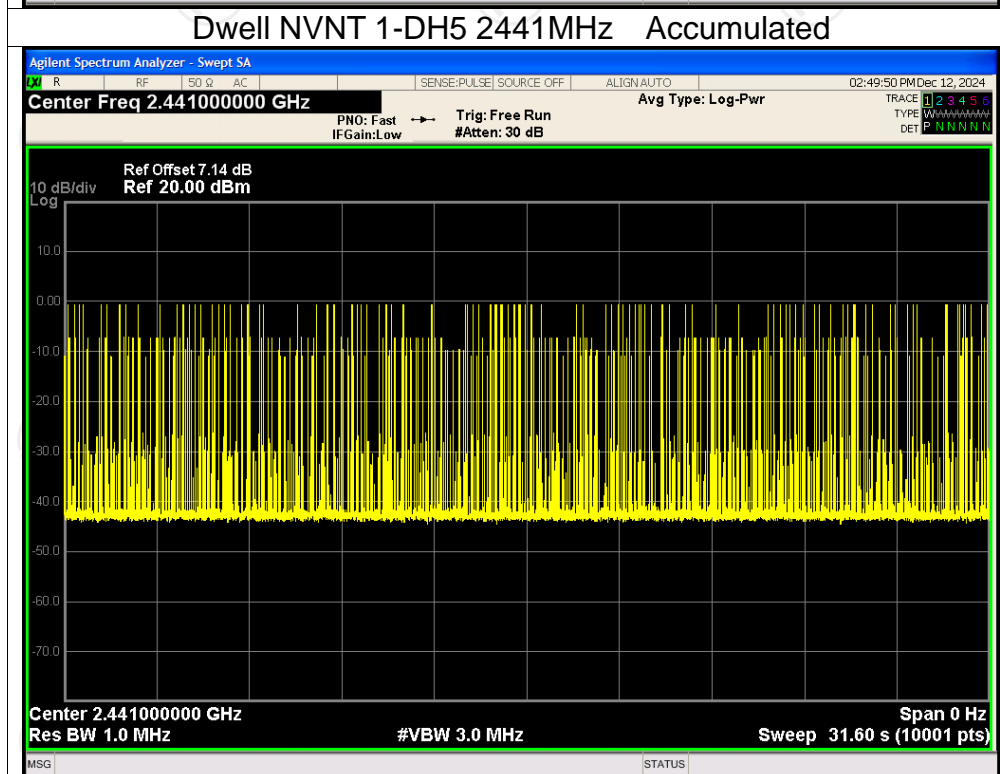 Dwell NVNT 1-DH5 2441MHz Accumulated
Agilent Spectrum Analyzer - Swept SA
LXI R RF 50 Ω AC SENSE:PULSE SOURCE OFF ALIGN AUTO 02:49:50 PM Dec 12, 2024
Center Freq 2.441000000 GHz Avg Type: Log-Pwr TRACE 1 2 3 4 5 6
PNO: Fast Trig: Free Run TYPE WWWWWW
IFGain:Low #Atten: 30 dB DET P N N N N N
Ref Offset 7.14 dB
10 dB/div Ref 20.00 dBm
Log
10.0
0.00
-10.0
-20.0
-30.0
-40.0
-50.0
-60.0
-70.0
Center 2.441000000 GHz Span 0 Hz
Res BW 1.0 MHz #VBW 3.0 MHz Sweep 31.60 s (10001 pts)
MSG STATUS